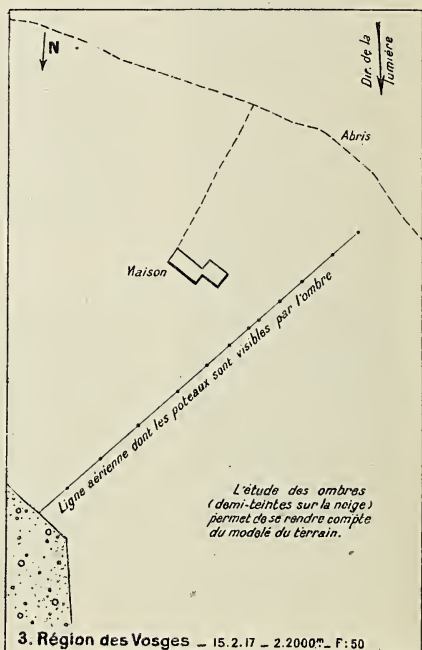 N
Dir. de la
lumière
Abris
Maison
Ligne aérienne dont les poteaux sont visibles par l'ombre
L'étude des ombres
(demi-teintes sur la neige)
permet de se rendre compte
du modelé du terrain.
3. Région des Vosges _ 15.2.17 _ 2.2000m _ F:50